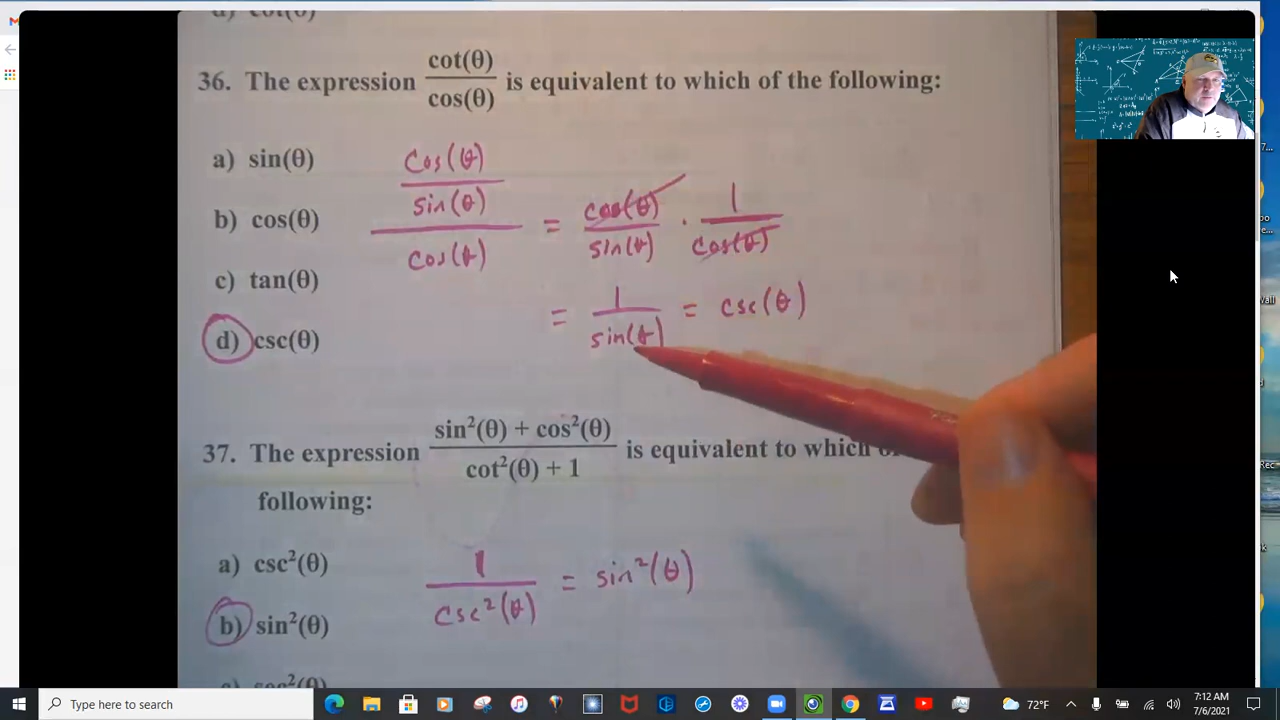 d) cot(θ)
36. The expression cot(θ)/cos(θ) is equivalent to which of the following:
a) sin(θ)
b) cos(θ)
c) tan(θ)
d) csc(θ)
cos(θ)/sin(θ) / cos(θ) = cos(θ)/sin(θ) · 1/cos(θ)
= 1/sin(θ) = csc(θ)
37. The expression sin²(θ) + cos²(θ)/cot²(θ) + 1 is equivalent to which
following:
a) csc²(θ)
b) sin²(θ)
1/csc²(θ) = sin²(θ)
Type here to search
72°F
7:12 AM
7/6/2021